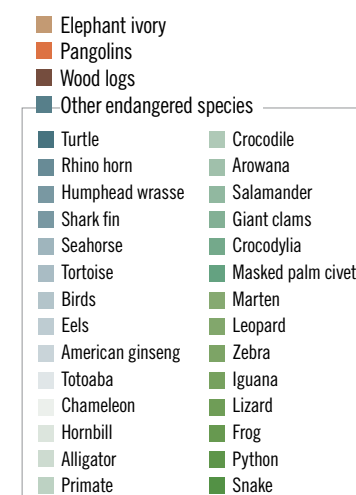 Elephant ivory
Pangolins
Wood logs
Other endangered species
Turtle
Rhino horn
Humphead wrasse
Shark fin
Seahorse
Tortoise
Birds
Eels
American ginseng
Totoaba
Chameleon
Hornbill
Alligator
Primate
Crocodile
Arowana
Salamander
Giant clams
Crocodylia
Masked palm civet
Marten
Leopard
Zebra
Iguana
Lizard
Frog
Python
Snake